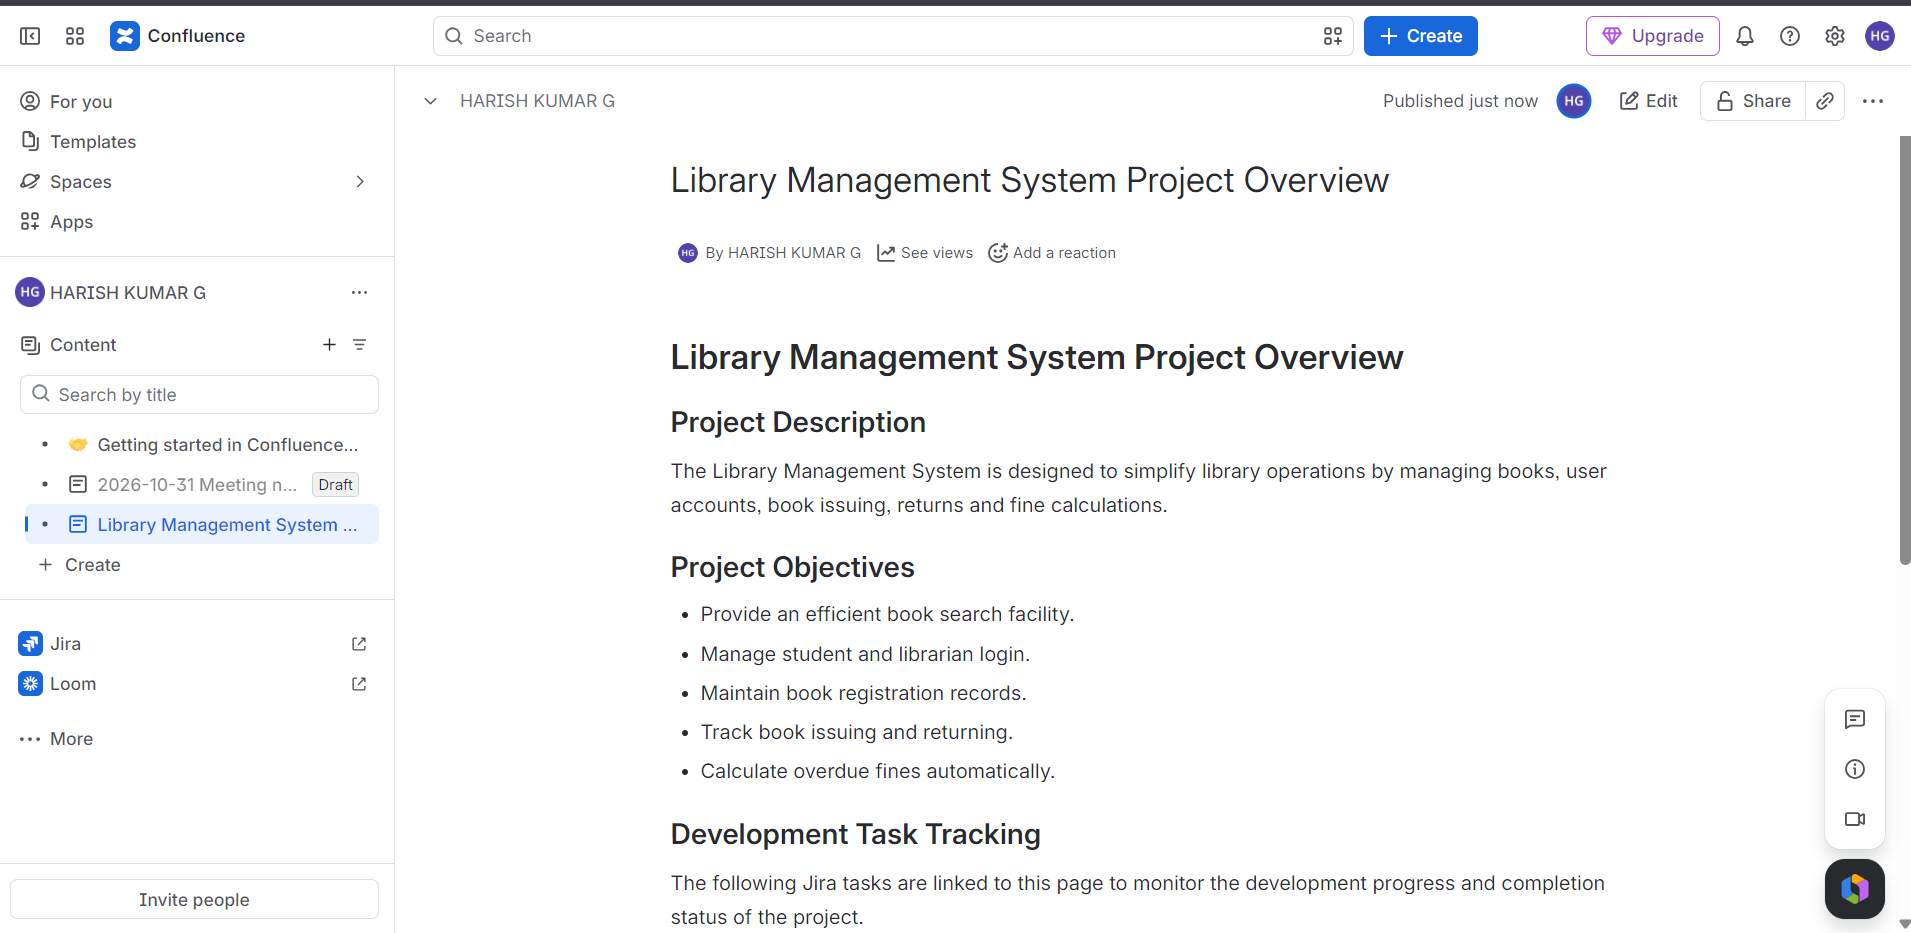 Confluence
Search
Create
Upgrade
HG
For you
Templates
Spaces
Apps
HG HARISH KUMAR G
Content
Search by title
Getting started in Confluence...
2026-10-31 Meeting n... Draft
Library Management System ...
Create
Jira
Loom
More
Invite people
HARISH KUMAR G
Published just now HG Edit Share
Library Management System Project Overview
HG By HARISH KUMAR G See views Add a reaction
Library Management System Project Overview
Project Description
The Library Management System is designed to simplify library operations by managing books, user
accounts, book issuing, returns and fine calculations.
Project Objectives
• Provide an efficient book search facility.
• Manage student and librarian login.
• Maintain book registration records.
• Track book issuing and returning.
• Calculate overdue fines automatically.
Development Task Tracking
The following Jira tasks are linked to this page to monitor the development progress and completion
status of the project.